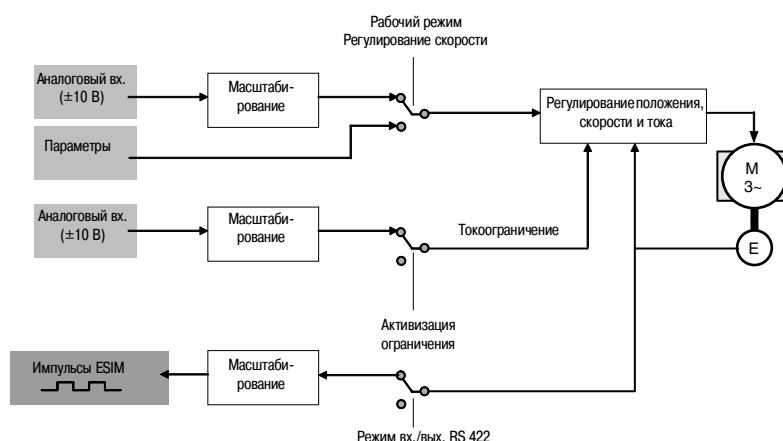 Рабочий режим
Регулирование скорости
Аналоговый вх.
(±10 В)
Масштаби-
рование
Регулирование положения,
скорости и тока
Параметры
М
3~
Аналоговый вх.
(±10 В)
Масштаби-
рование
Токоограничение
Е
Активизация
ограничения
Импульсы ESIM
Масштаби-
рование
Режим вх./вых. RS 422